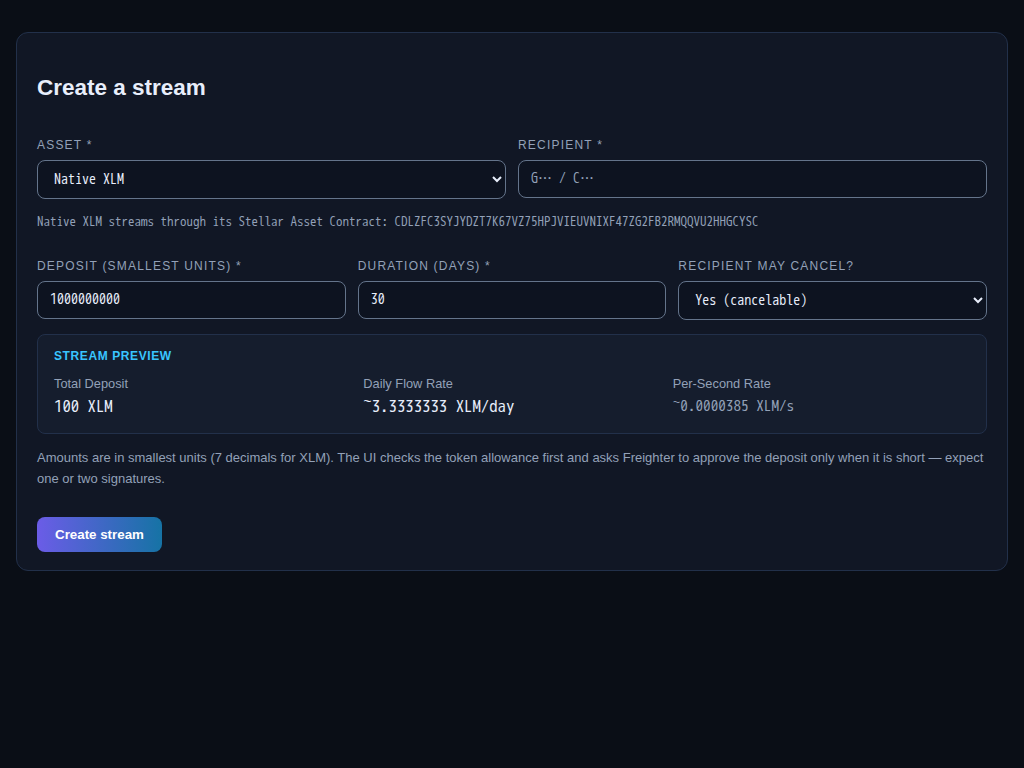 Create a stream
ASSET *
RECIPIENT *
Native XLM
G⋯ / C⋯
Native XLM streams through its Stellar Asset Contract: CDLZFC3SYJYDZT7K67VZ75HPJVIEUVNIXF47ZG2FB2RMQQVU2HHGCYSC
DEPOSIT (SMALLEST UNITS) *
DURATION (DAYS) *
RECIPIENT MAY CANCEL?
1000000000
30
Yes (cancelable)
STREAM PREVIEW
Total Deposit
Daily Flow Rate
Per-Second Rate
100 XLM
~3.3333333 XLM/day
~0.0000385 XLM/s
Amounts are in smallest units (7 decimals for XLM). The UI checks the token allowance first and asks Freighter to approve the deposit only when it is short — expect
one or two signatures.
Create stream